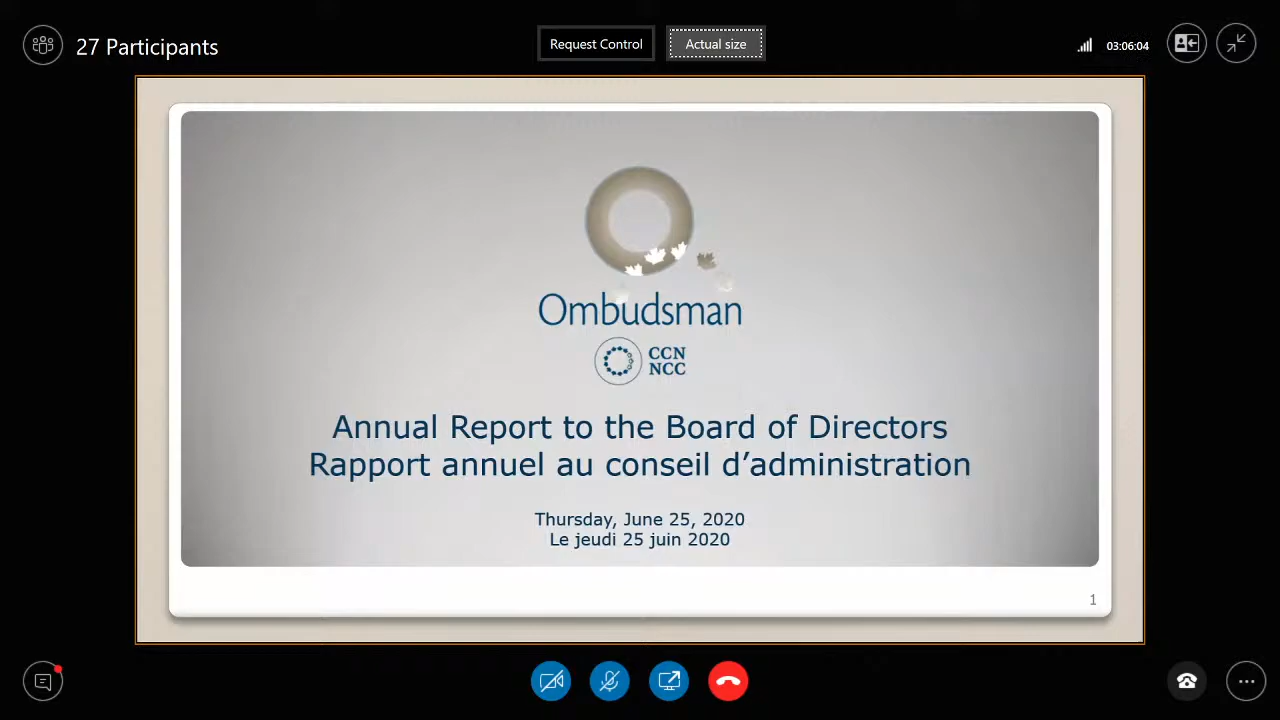 27 Participants
Request Control
Actual size
03:06:04
Ombudsman
CCN
NCC
Annual Report to the Board of Directors
Rapport annuel au conseil d’administration
Thursday, June 25, 2020
Le jeudi 25 juin 2020
1